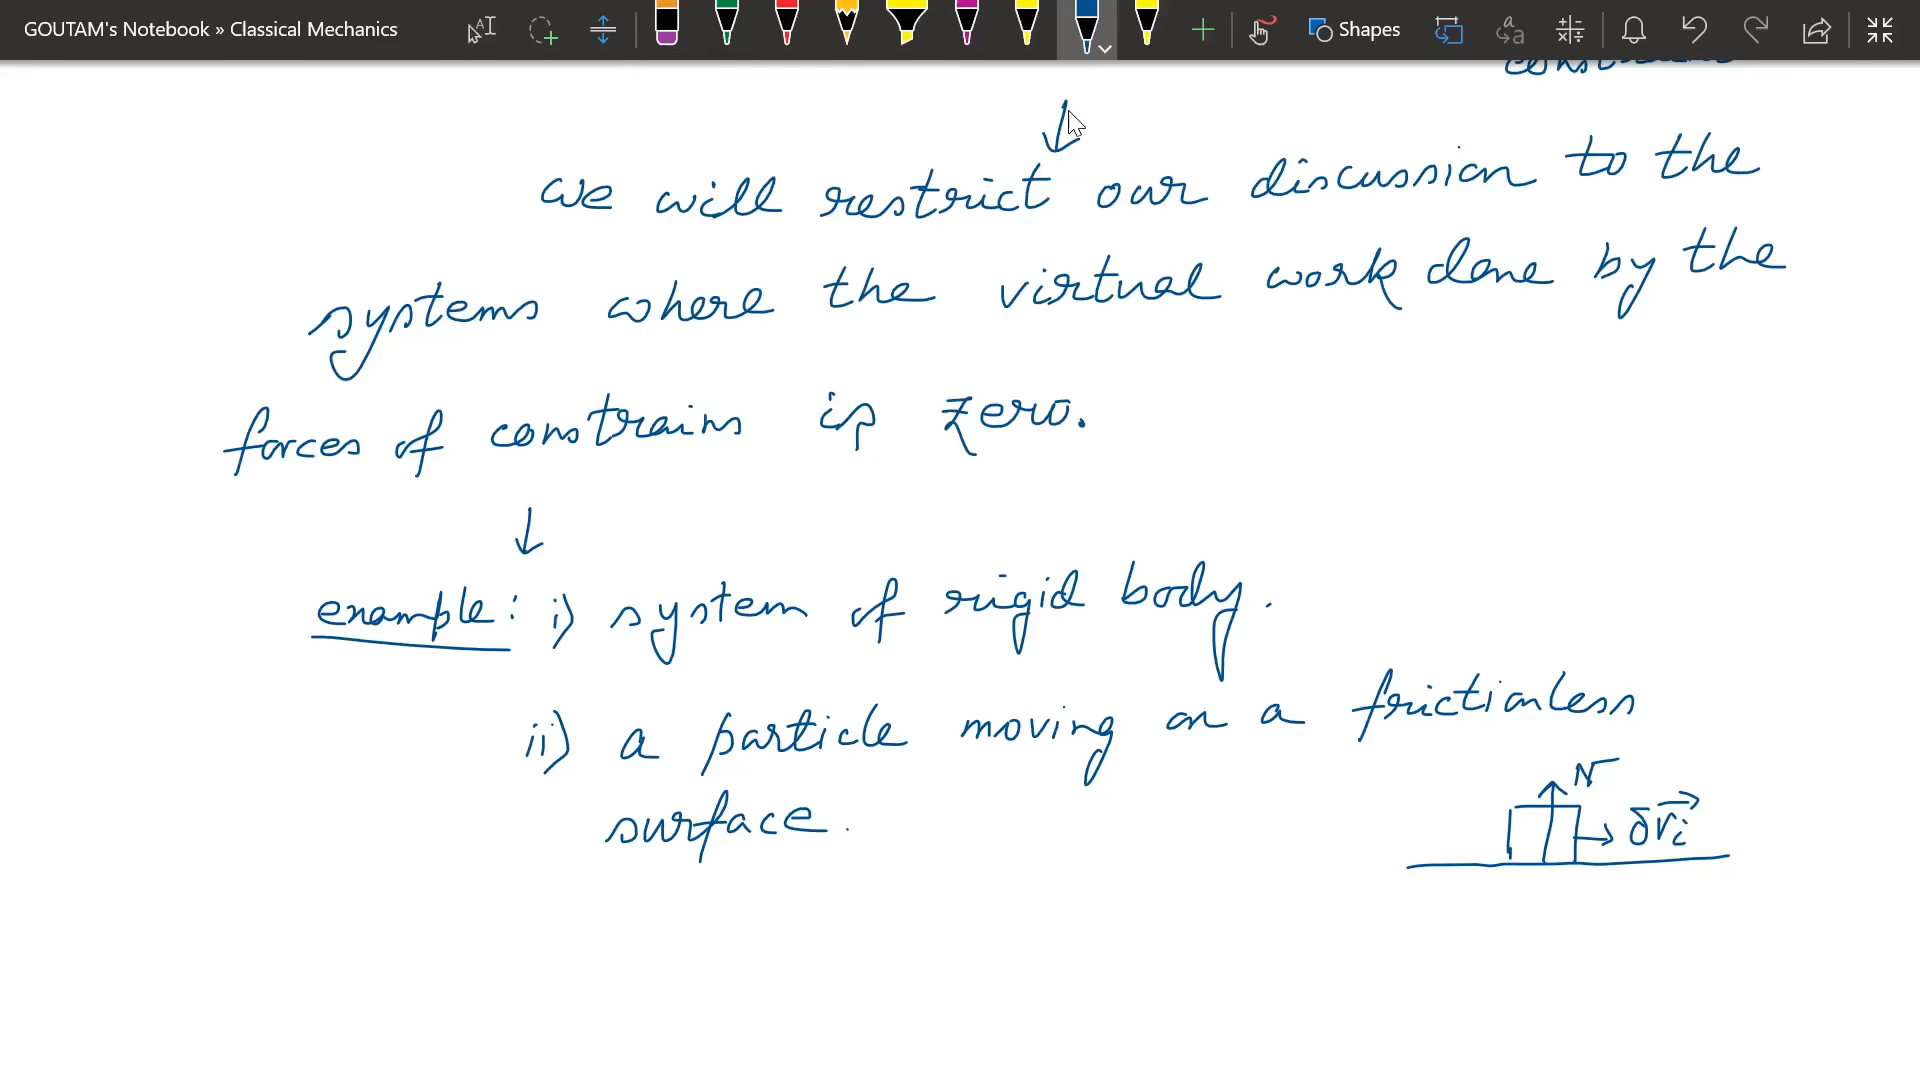 GOUTAM's Notebook » Classical Mechanics
Shapes
we will restrict our discussion to the
systems where the virtual work done by the
forces of constrains is zero.
example: i) system of rigid body.
ii) a particle moving on a frictionless
surface.
N
δr⃗ᵢ